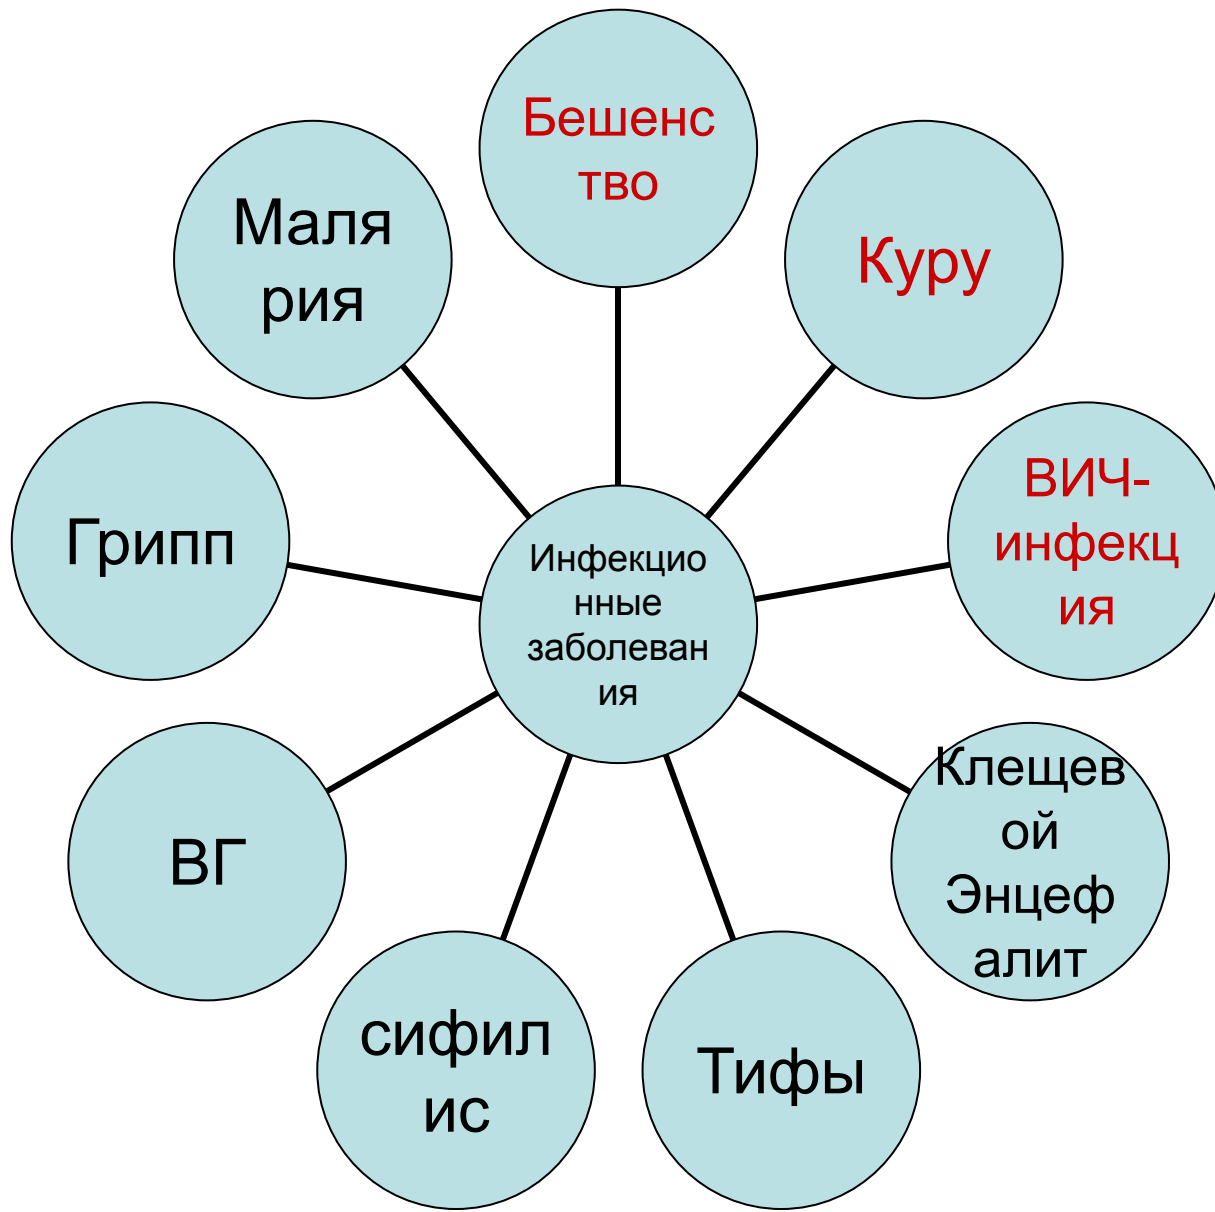 Бешенс
тво
Куру
ВИЧ-
инфекц
ия
Клещев
ой
Энцеф
алит
Тифы
сифил
ис
ВГ
Грипп
Маля
рия
Инфекцио
нные
заболеван
ия